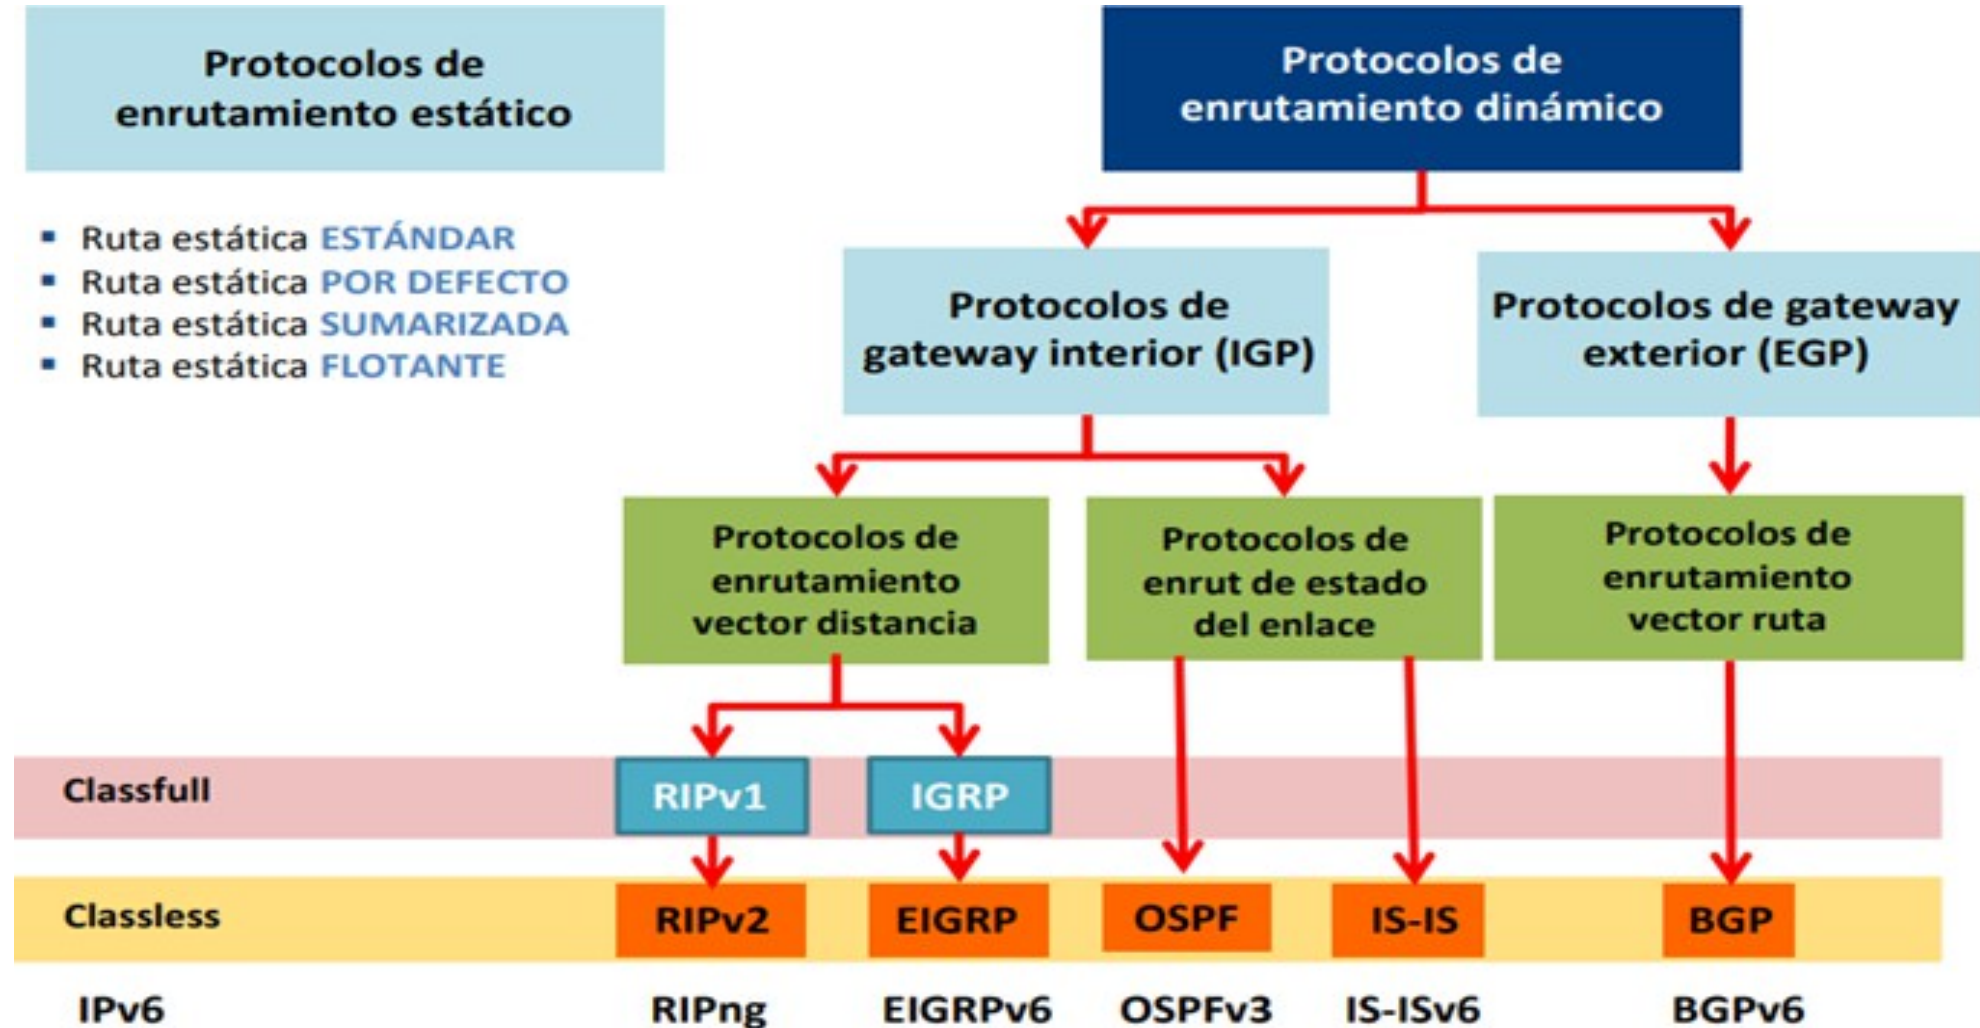 Protocolos de
enrutamiento estático
▪ Ruta estática ESTÁNDAR
▪ Ruta estática POR DEFECTO
▪ Ruta estática SUMARIZADA
▪ Ruta estática FLOTANTE
Protocolos de
enrutamiento dinámico
Protocolos de
gateway interior (IGP)
Protocolos de gateway
exterior (EGP)
Protocolos de
enrutamiento
vector distancia
Protocolos de
enrut de estado
del enlace
Protocolos de
enrutamiento
vector ruta
Classfull
RIPv1
IGRP
Classless
RIPv2
EIGRP
OSPF
IS-IS
BGP
IPv6
RIPng
EIGRPv6
OSPFv3
IS-ISv6
BGPv6